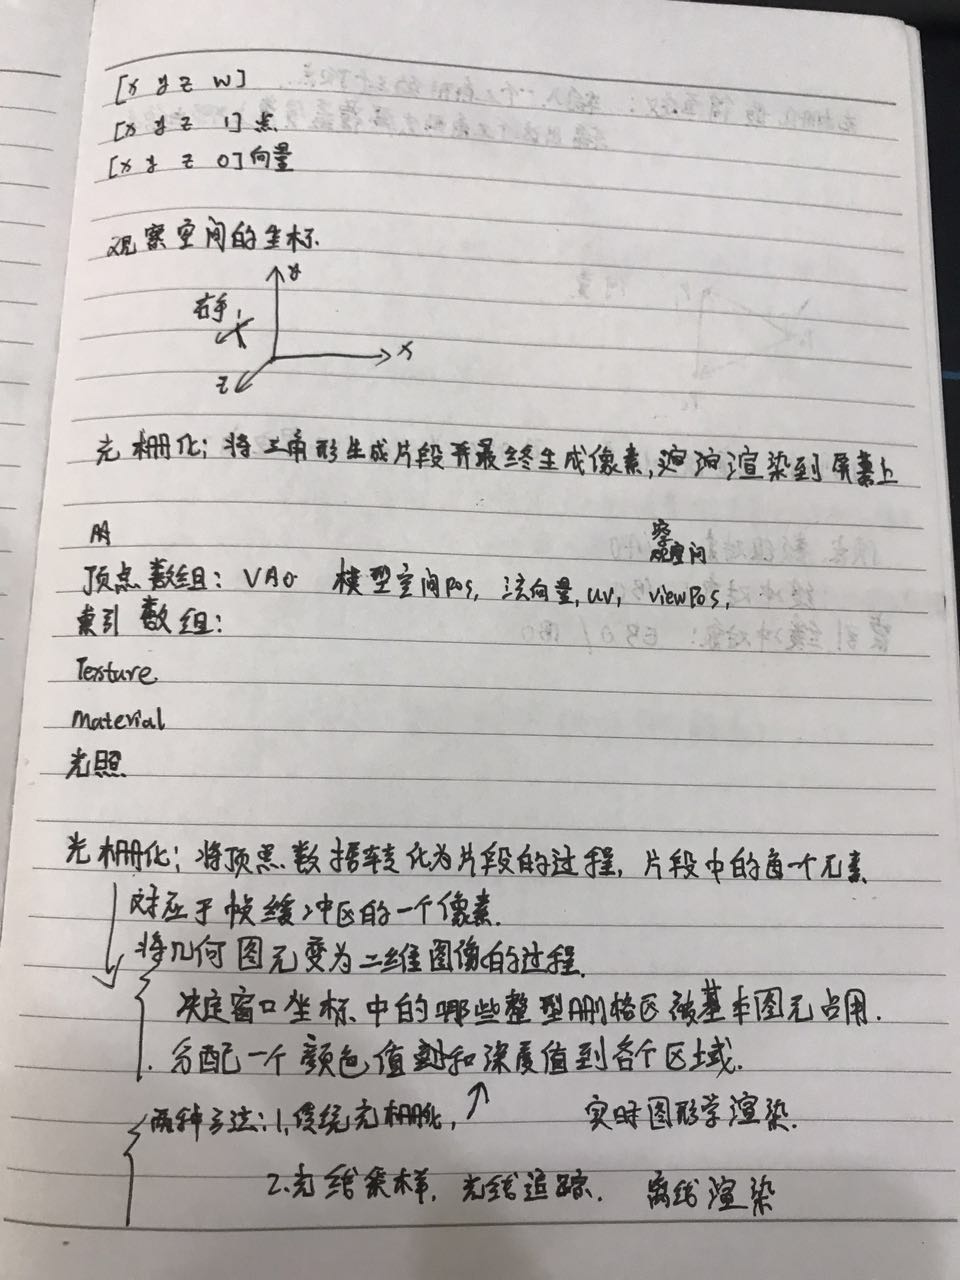 [x y z w]
[x y z 1] 点
[x y z 0] 向量
观察空间的坐标.
y
右手
x
z
光栅化: 将三角形生成片段并最终生成像素, 渲染到屏幕上
观察空间
顶点数组: VAO 模型空间Pos, 法向量, uv, viewPos,
索引数组:
Texture
Material
光照
光栅化: 将顶点数据转化为片段的过程, 片段中的每一个元素
对应于帧缓冲区的一个像素.
将几何图元变为二维图像的过程.
决定窗口坐标中的哪些整型栅格区被基本图元占用.
分配一个颜色值和深度值到各个区域.
两种方法: 1. 传统光栅化, 实时图形学渲染.
2. 光线采样, 光线追踪. 离线渲染